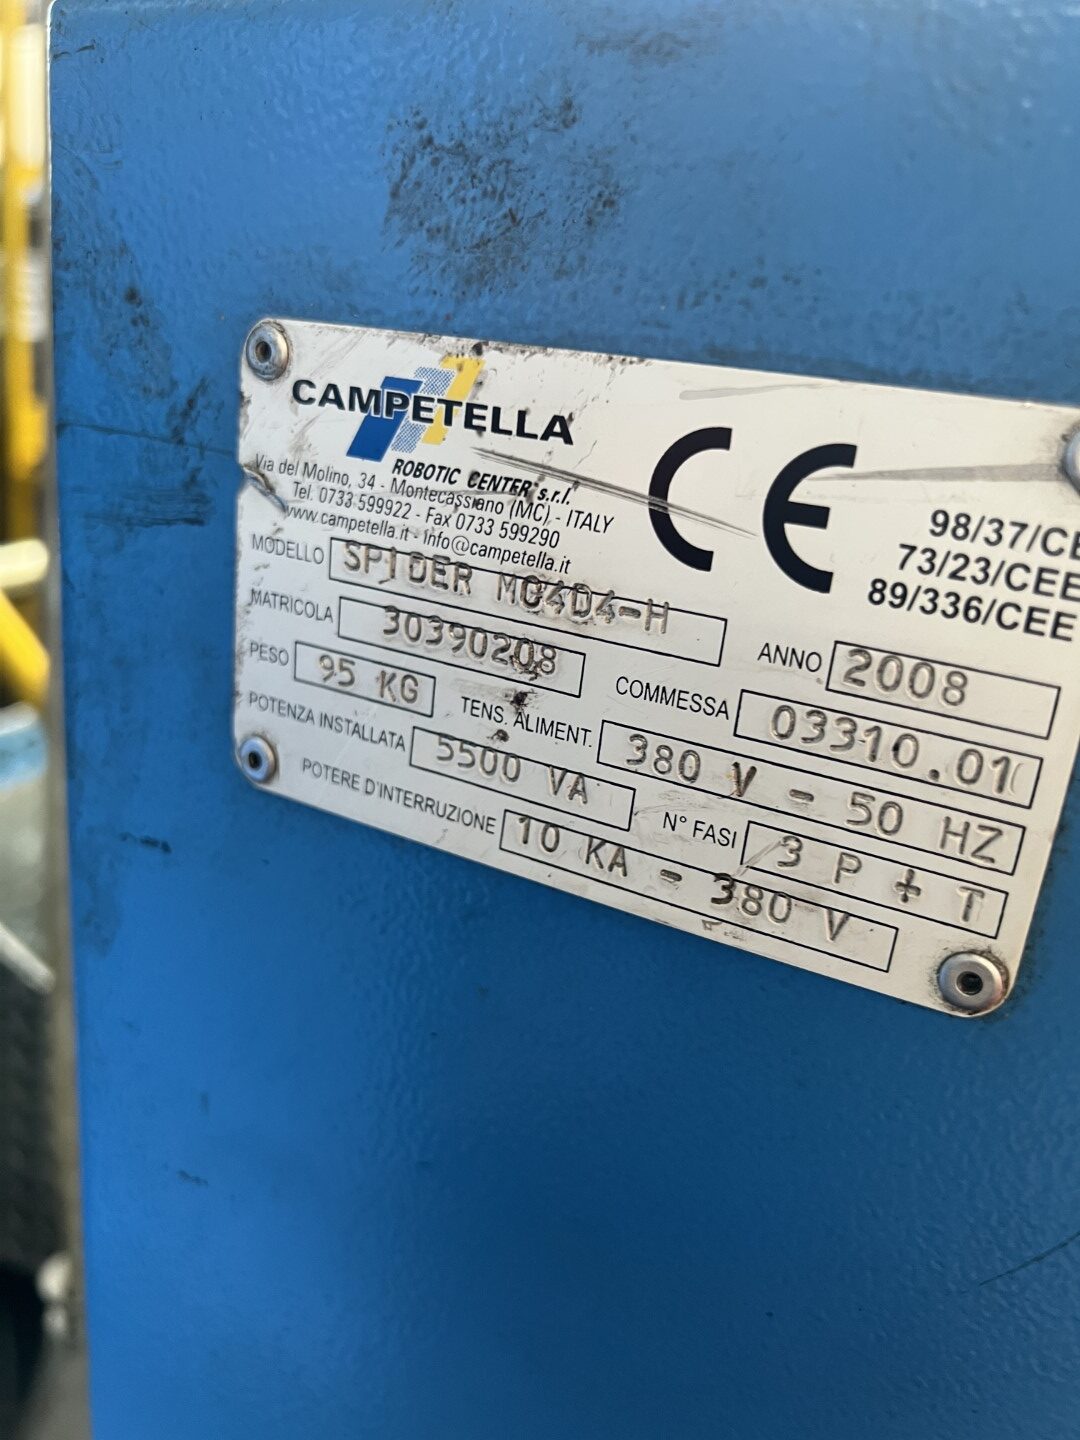 CAMPETELLA
ROBOTIC CENTER s.r.l.
Via del Molino, 34 - Montecassiano (MC) - ITALY
Tel. 0733 599922 - Fax 0733 599290
www.campetella.it - Info@campetella.it
CE
98/37/CE
73/23/CEE
89/336/CEE
MODELLO SPIDER MC4D4-H
ANNO 2008
MATRICOLA 30390208
COMMESSA 03310.01
PESO 95 KG
TENS. ALIMENT. 380 V - 50 HZ
POTENZA INSTALLATA 5500 VA
N° FASI 3 P + T
POTERE D'INTERRUZIONE 10 KA - 380 V